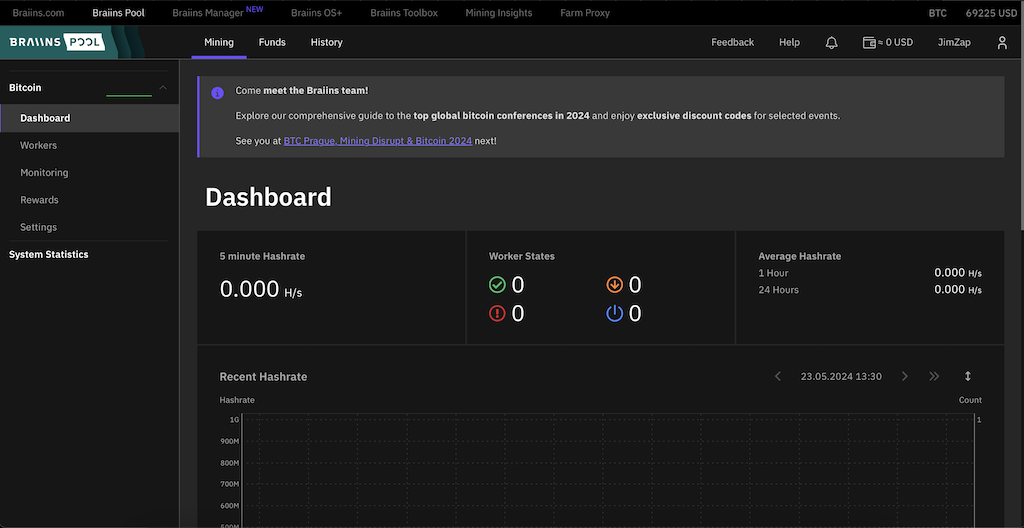 Braiins.com Braiins Pool Braiins Manager NEW Braiins OS+ Braiins Toolbox Mining Insights Farm Proxy BTC 69225 USD
BRAIINS POOL Mining Funds History Feedback Help ≈ 0 USD JimZap
Bitcoin
Dashboard
Workers
Monitoring
Rewards
Settings
System Statistics
Come meet the Braiins team!
Explore our comprehensive guide to the top global bitcoin conferences in 2024 and enjoy exclusive discount codes for selected events.
See you at BTC Prague, Mining Disrupt & Bitcoin 2024 next!
Dashboard
5 minute Hashrate
0.000 H/s
Worker States
0 0
0 0
Average Hashrate
1 Hour 0.000 H/s
24 Hours 0.000 H/s
Recent Hashrate 23.05.2024 13:30
Hashrate Count
1G 1
900M
800M
700M
600M
500M